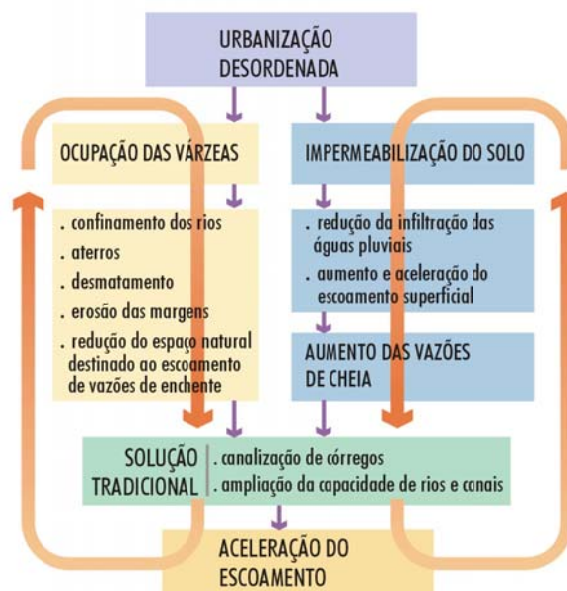 URBANIZAÇÃO
DESORDENADA
OCUPAÇÃO DAS VÁRZEAS
. confinamento dos rios
. aterros
. desmatamento
. erosão das margens
. redução do espaço natural
destinado ao escoamento
de vazões de enchente
IMPERMEABILIZAÇÃO DO SOLO
. redução da infiltração das
águas pluviais
. aumento e aceleração do
escoamento superficial
AUMENTO DAS VAZÕES
DE CHEIA
SOLUÇÃO
TRADICIONAL
. canalização de córregos
. ampliação da capacidade de rios e canais
ACELERAÇÃO DO
ESCOAMENTO